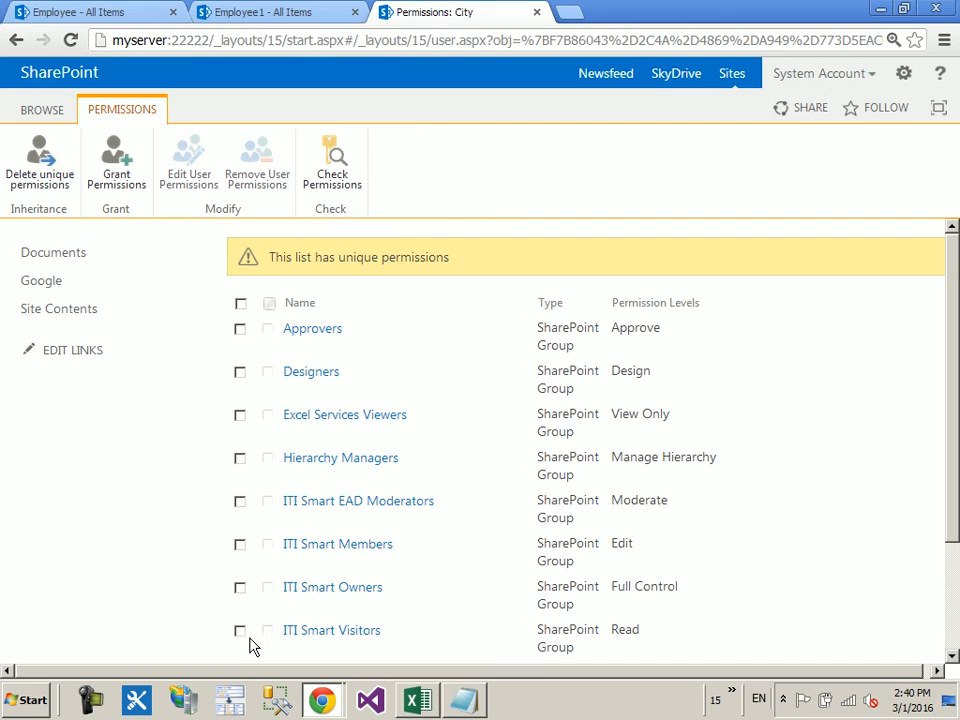 Employee - All Items
Employee1 - All Items
Permissions: City
myserver:22222/_layouts/15/start.aspx#/_layouts/15/user.aspx?obj=%7BF7B86043%2D2C4A%2D4869%2DA949%2D773D5EAC
SharePoint
Newsfeed SkyDrive Sites System Account ?
BROWSE PERMISSIONS SHARE FOLLOW
Delete unique permissions
Grant Permissions
Edit User Permissions
Remove User Permissions
Check Permissions
Inheritance Grant Modify Check
Documents
Google
Site Contents
EDIT LINKS
This list has unique permissions
Name Type Permission Levels
Approvers SharePoint Group Approve
Designers SharePoint Group Design
Excel Services Viewers SharePoint Group View Only
Hierarchy Managers SharePoint Group Manage Hierarchy
ITI Smart EAD Moderators SharePoint Group Moderate
ITI Smart Members SharePoint Group Edit
ITI Smart Owners SharePoint Group Full Control
ITI Smart Visitors SharePoint Group Read
Start 15 » EN 2:40 PM
3/1/2016